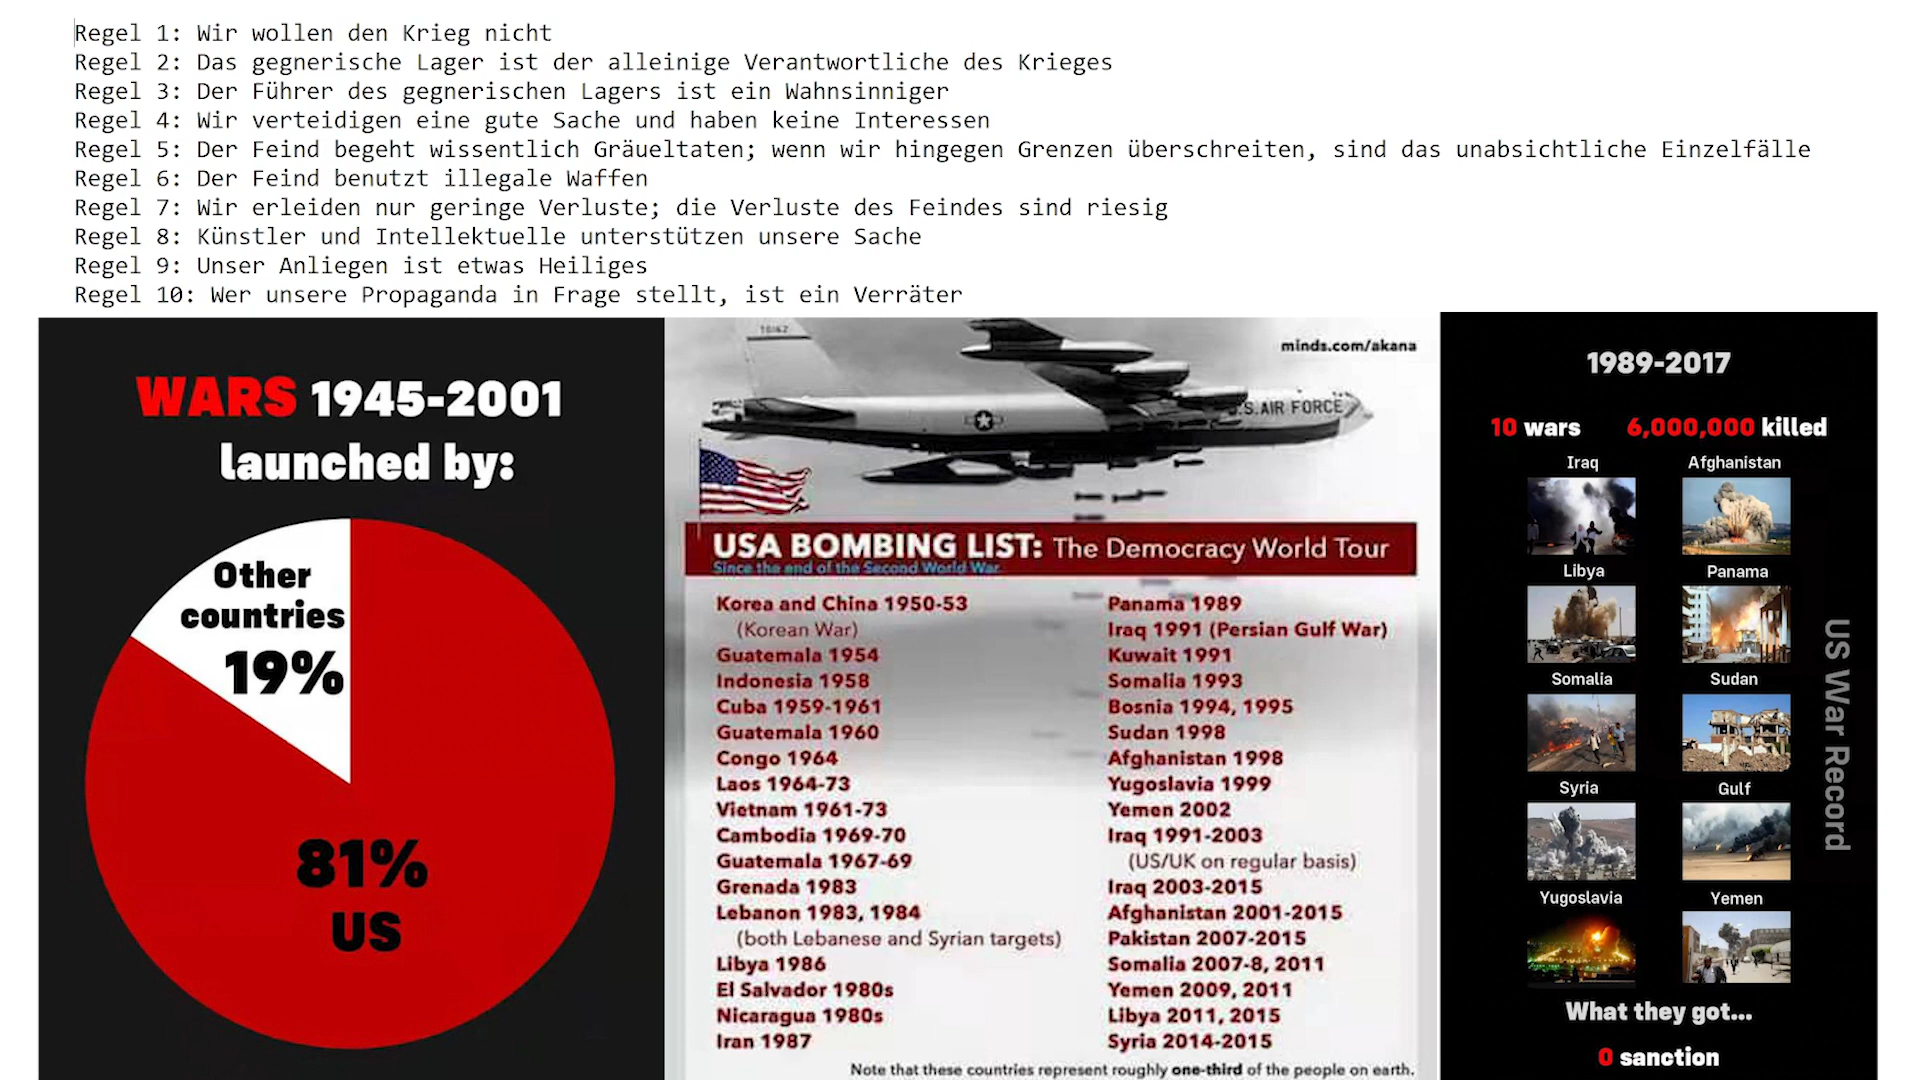 Regel 1: Wir wollen den Krieg nicht
Regel 2: Das gegnerische Lager ist der alleinige Verantwortliche des Krieges
Regel 3: Der Führer des gegnerischen Lagers ist ein Wahnsinniger
Regel 4: Wir verteidigen eine gute Sache und haben keine Interessen
Regel 5: Der Feind begeht wissentlich Gräueltaten; wenn wir hingegen Grenzen überschreiten, sind das unabsichtliche Einzelfälle
Regel 6: Der Feind benutzt illegale Waffen
Regel 7: Wir erleiden nur geringe Verluste; die Verluste des Feindes sind riesig
Regel 8: Künstler und Intellektuelle unterstützen unsere Sache
Regel 9: Unser Anliegen ist etwas Heiliges
Regel 10: Wer unsere Propaganda in Frage stellt, ist ein Verräter
WARS 1945-2001
launched by:
Other
countries
19%
81%
US
minds.com/akana
U.S. AIR FORCE
USA BOMBING LIST: The Democracy World Tour
Since the end of the Second World War
Korea and China 1950-53
(Korean War)
Guatemala 1954
Indonesia 1958
Cuba 1959-1961
Guatemala 1960
Congo 1964
Laos 1964-73
Vietnam 1961-73
Cambodia 1969-70
Guatemala 1967-69
Grenada 1983
Lebanon 1983, 1984
(both Lebanese and Syrian targets)
Libya 1986
El Salvador 1980s
Nicaragua 1980s
Iran 1987
Panama 1989
Iraq 1991 (Persian Gulf War)
Kuwait 1991
Somalia 1993
Bosnia 1994, 1995
Sudan 1998
Afghanistan 1998
Yugoslavia 1999
Yemen 2002
Iraq 1991-2003
(US/UK on regular basis)
Iraq 2003-2015
Afghanistan 2001-2015
Pakistan 2007-2015
Somalia 2007-8, 2011
Yemen 2009, 2011
Libya 2011, 2015
Syria 2014-2015
Note that these countries represent roughly one-third of the people on earth.
1989-2017
10 wars 6,000,000 killed
Iraq Afghanistan
Libya Panama
Somalia Sudan
Syria Gulf
Yugoslavia Yemen
What they got...
0 sanction
US War Record